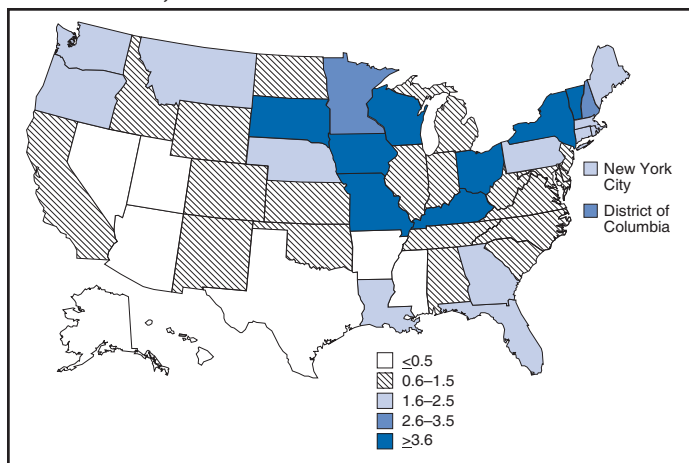 New York
City
District of
Columbia
≤0.5
0.6–1.5
1.6–2.5
2.6–3.5
≥3.6